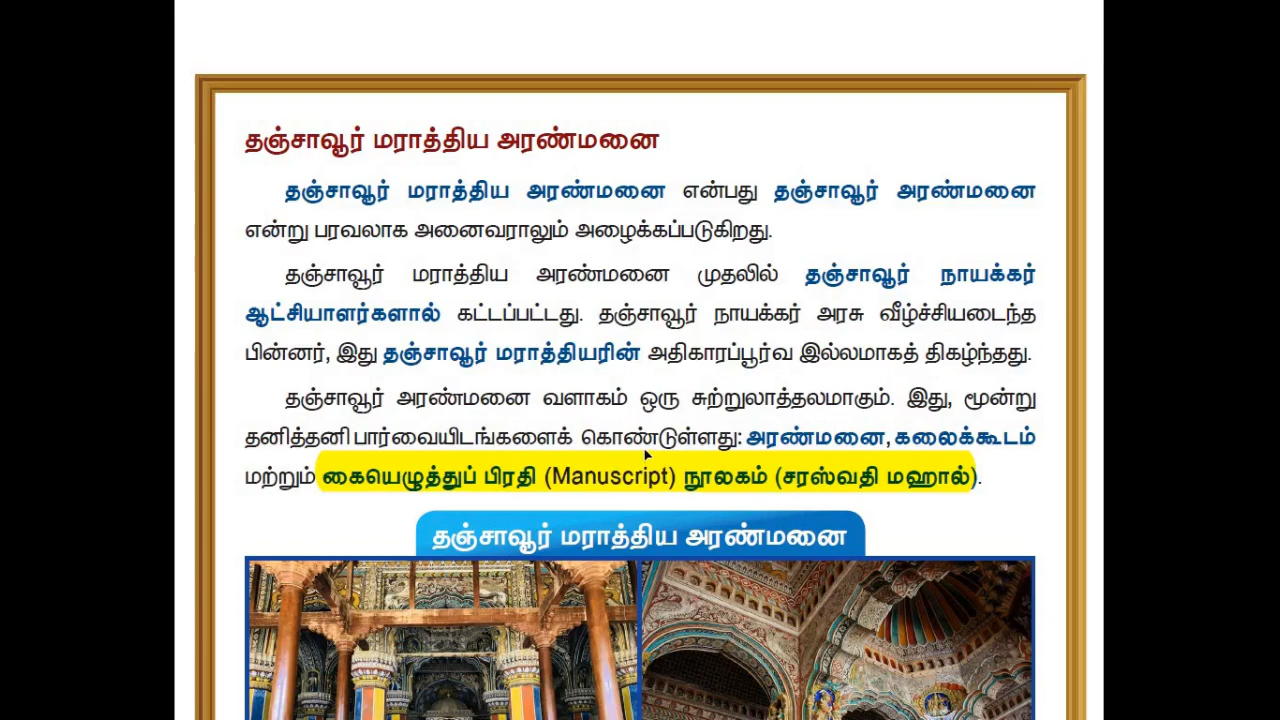 தஞ்சாவூர் மராத்திய அரண்மனை
தஞ்சாவூர் மராத்திய அரண்மனை என்பது தஞ்சாவூர் அரண்மனை
என்று பரவலாக அனைவராலும் அழைக்கப்படுகிறது.
தஞ்சாவூர் மராத்திய அரண்மனை முதலில் தஞ்சாவூர் நாயக்கர்
ஆட்சியாளர்களால் கட்டப்பட்டது. தஞ்சாவூர் நாயக்கர் அரசு வீழ்ச்சியடைந்த
பின்னர், இது தஞ்சாவூர் மராத்தியரின் அதிகாரப்பூர்வ இல்லமாகத் திகழ்ந்தது.
தஞ்சாவூர் அரண்மனை வளாகம் ஒரு சுற்றுலாத்தலமாகும். இது, மூன்று
தனித்தனி பார்வையிடங்களைக் கொண்டுள்ளது: அரண்மனை, கலைக்கூடம்
மற்றும் கையெழுத்துப் பிரதி (Manuscript) நூலகம் (சரஸ்வதி மஹால்).
தஞ்சாவூர் மராத்திய அரண்மனை